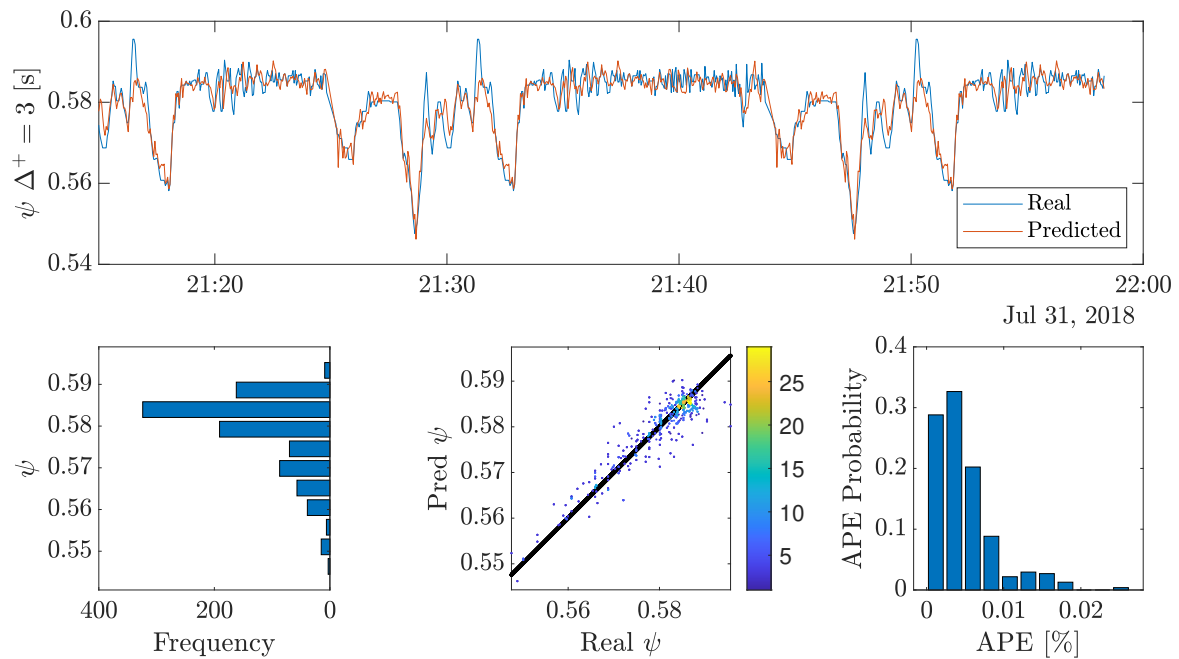 0.6
0.58
0.56
0.54
ψ Δ⁺ = 3 [s]
Real
Predicted
21:20 21:30 21:40 21:50 22:00
Jul 31, 2018
0.59
0.58
0.57
0.56
0.55
ψ
400 200 0
Frequency
0.59
0.58
0.57
0.56
0.55
Pred ψ
0.56 0.58
Real ψ
25
20
15
10
5
0.4
0.3
0.2
0.1
0
APE Probability
0 0.01 0.02
APE [%]